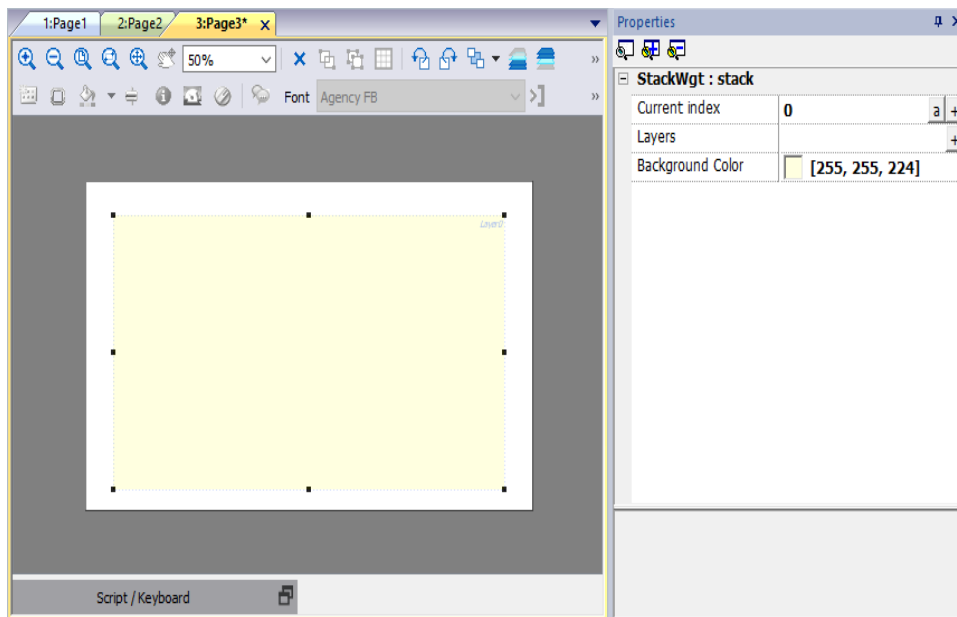 1:Page1 2:Page2 3:Page3* X
Properties
50%
Font Agency FB
StackWgt : stack
Current index 0 a +
Layers +
Background Color [255, 255, 224]
Layer0
Script / Keyboard